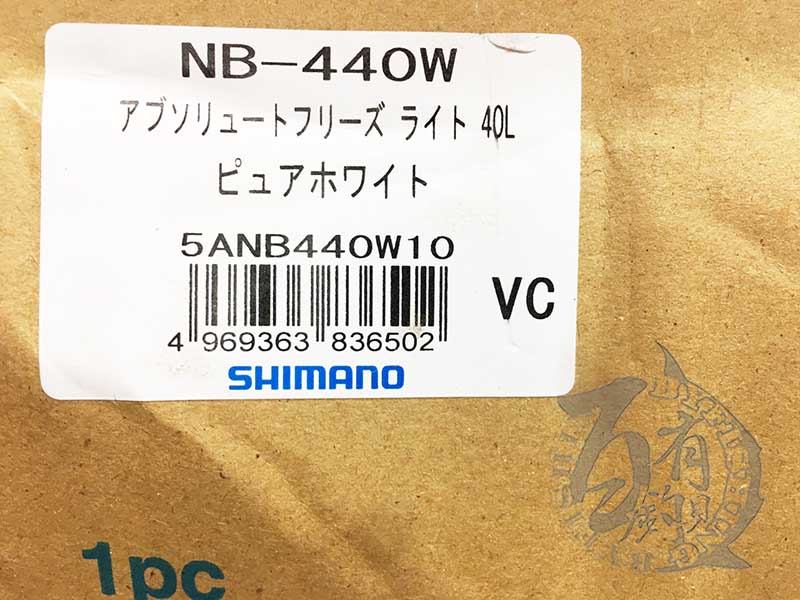 NB-440W
アブソリュートフリーズ ライト 40L
ピュアホワイト
5ANB440W10
VC
4 969363 836502
SHIMANO
1pc